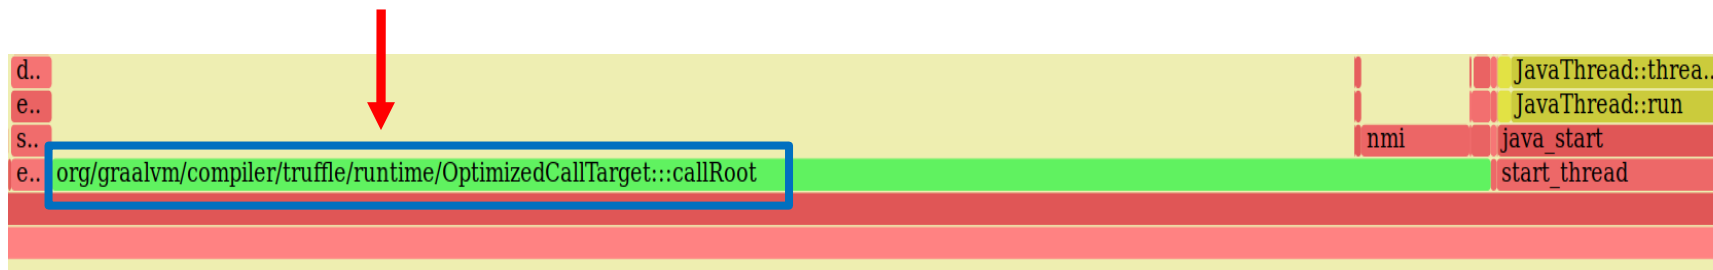 d.. JavaThread::threa..
e.. JavaThread::run
s.. nmi java_start
e.. org/graalvm/compiler/truffle/runtime/OptimizedCallTarget:::callRoot start_thread